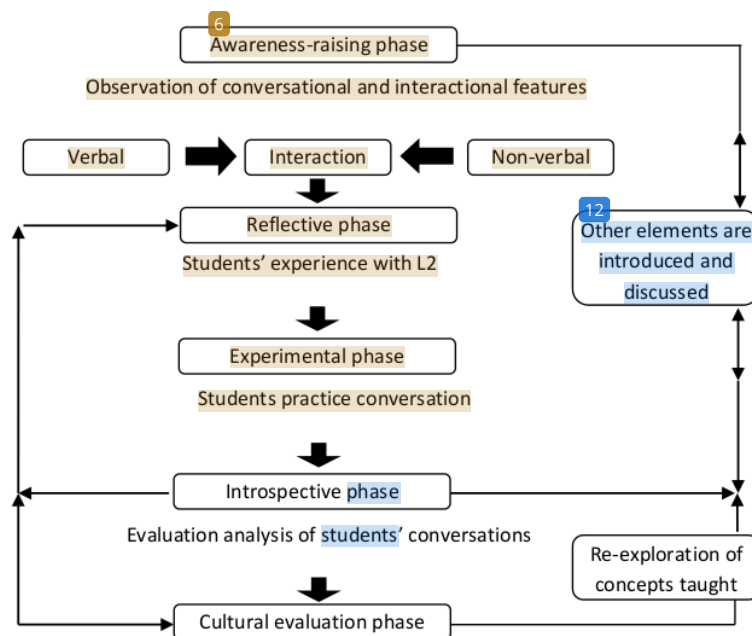 6
Awareness-raising phase
Observation of conversational and interactional features
Verbal
Interaction
Non-verbal
12
Reflective phase
Other elements are
introduced and
discussed
Students’ experience with L2
Experimental phase
Students practice conversation
Introspective phase
Evaluation analysis of students’ conversations
Re-exploration of
concepts taught
Cultural evaluation phase